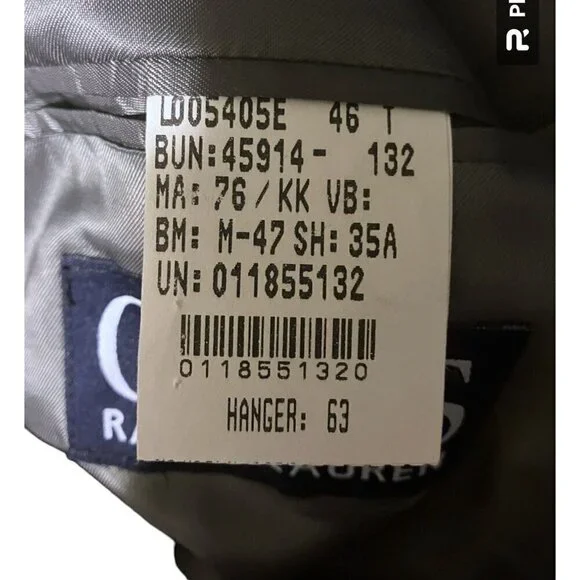 LD05405E 46 T
BUN:45914- 132
MA: 76/KK VB:
BM: M-47 SH: 35A
UN: 011855132
0118551320
HANGER: 63